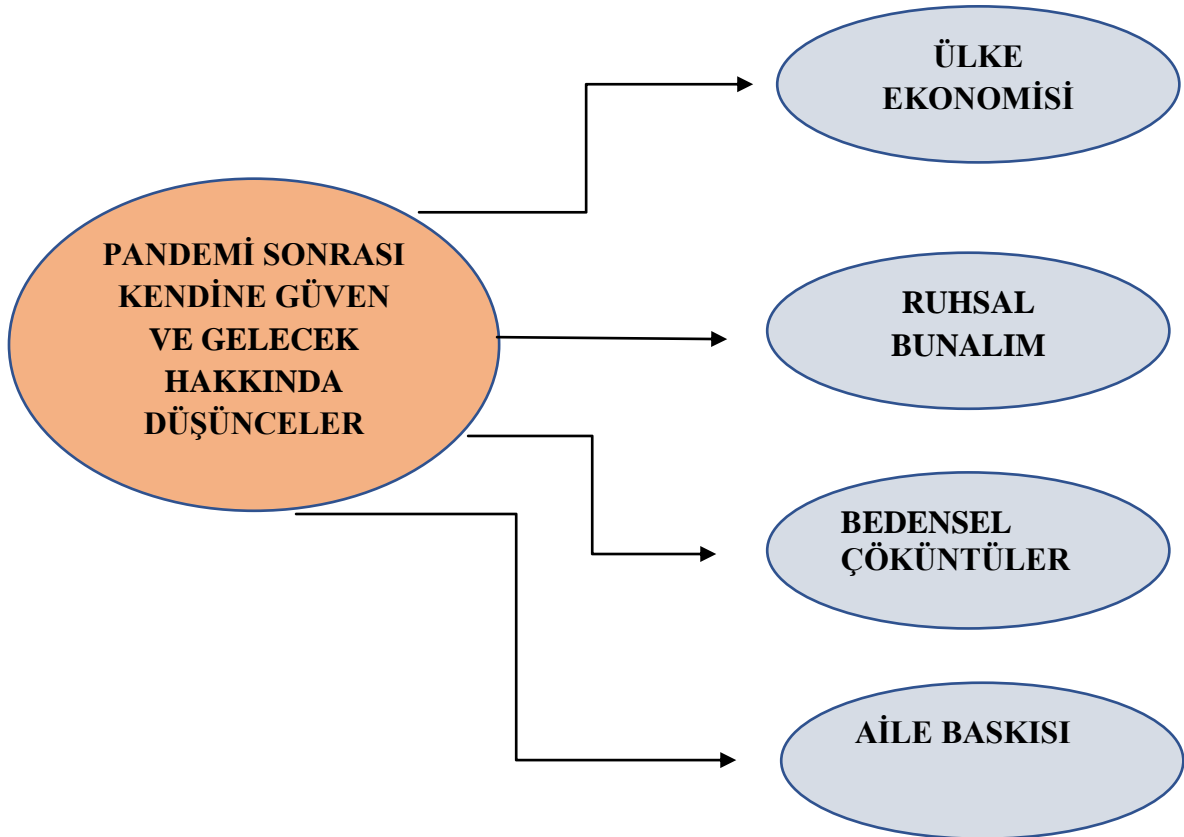 PANDEMİ SONRASI
KENDİNE GÜVEN
VE GELECEK
HAKKINDA
DÜŞÜNCELER
ÜLKE
EKONOMİSİ
RUHSAL
BUNALIM
BEDENSEL
ÇÖKÜNTÜLER
AİLE BASKISI